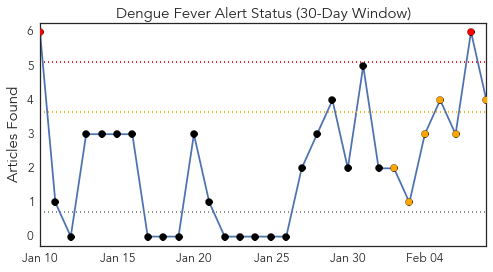 Dengue Fever Alert Status (30-Day Window)
Articles Found
6
5
4
3
2
1
0
Jan 10
Jan 15
Jan 20
Jan 25
Jan 30
Feb 04